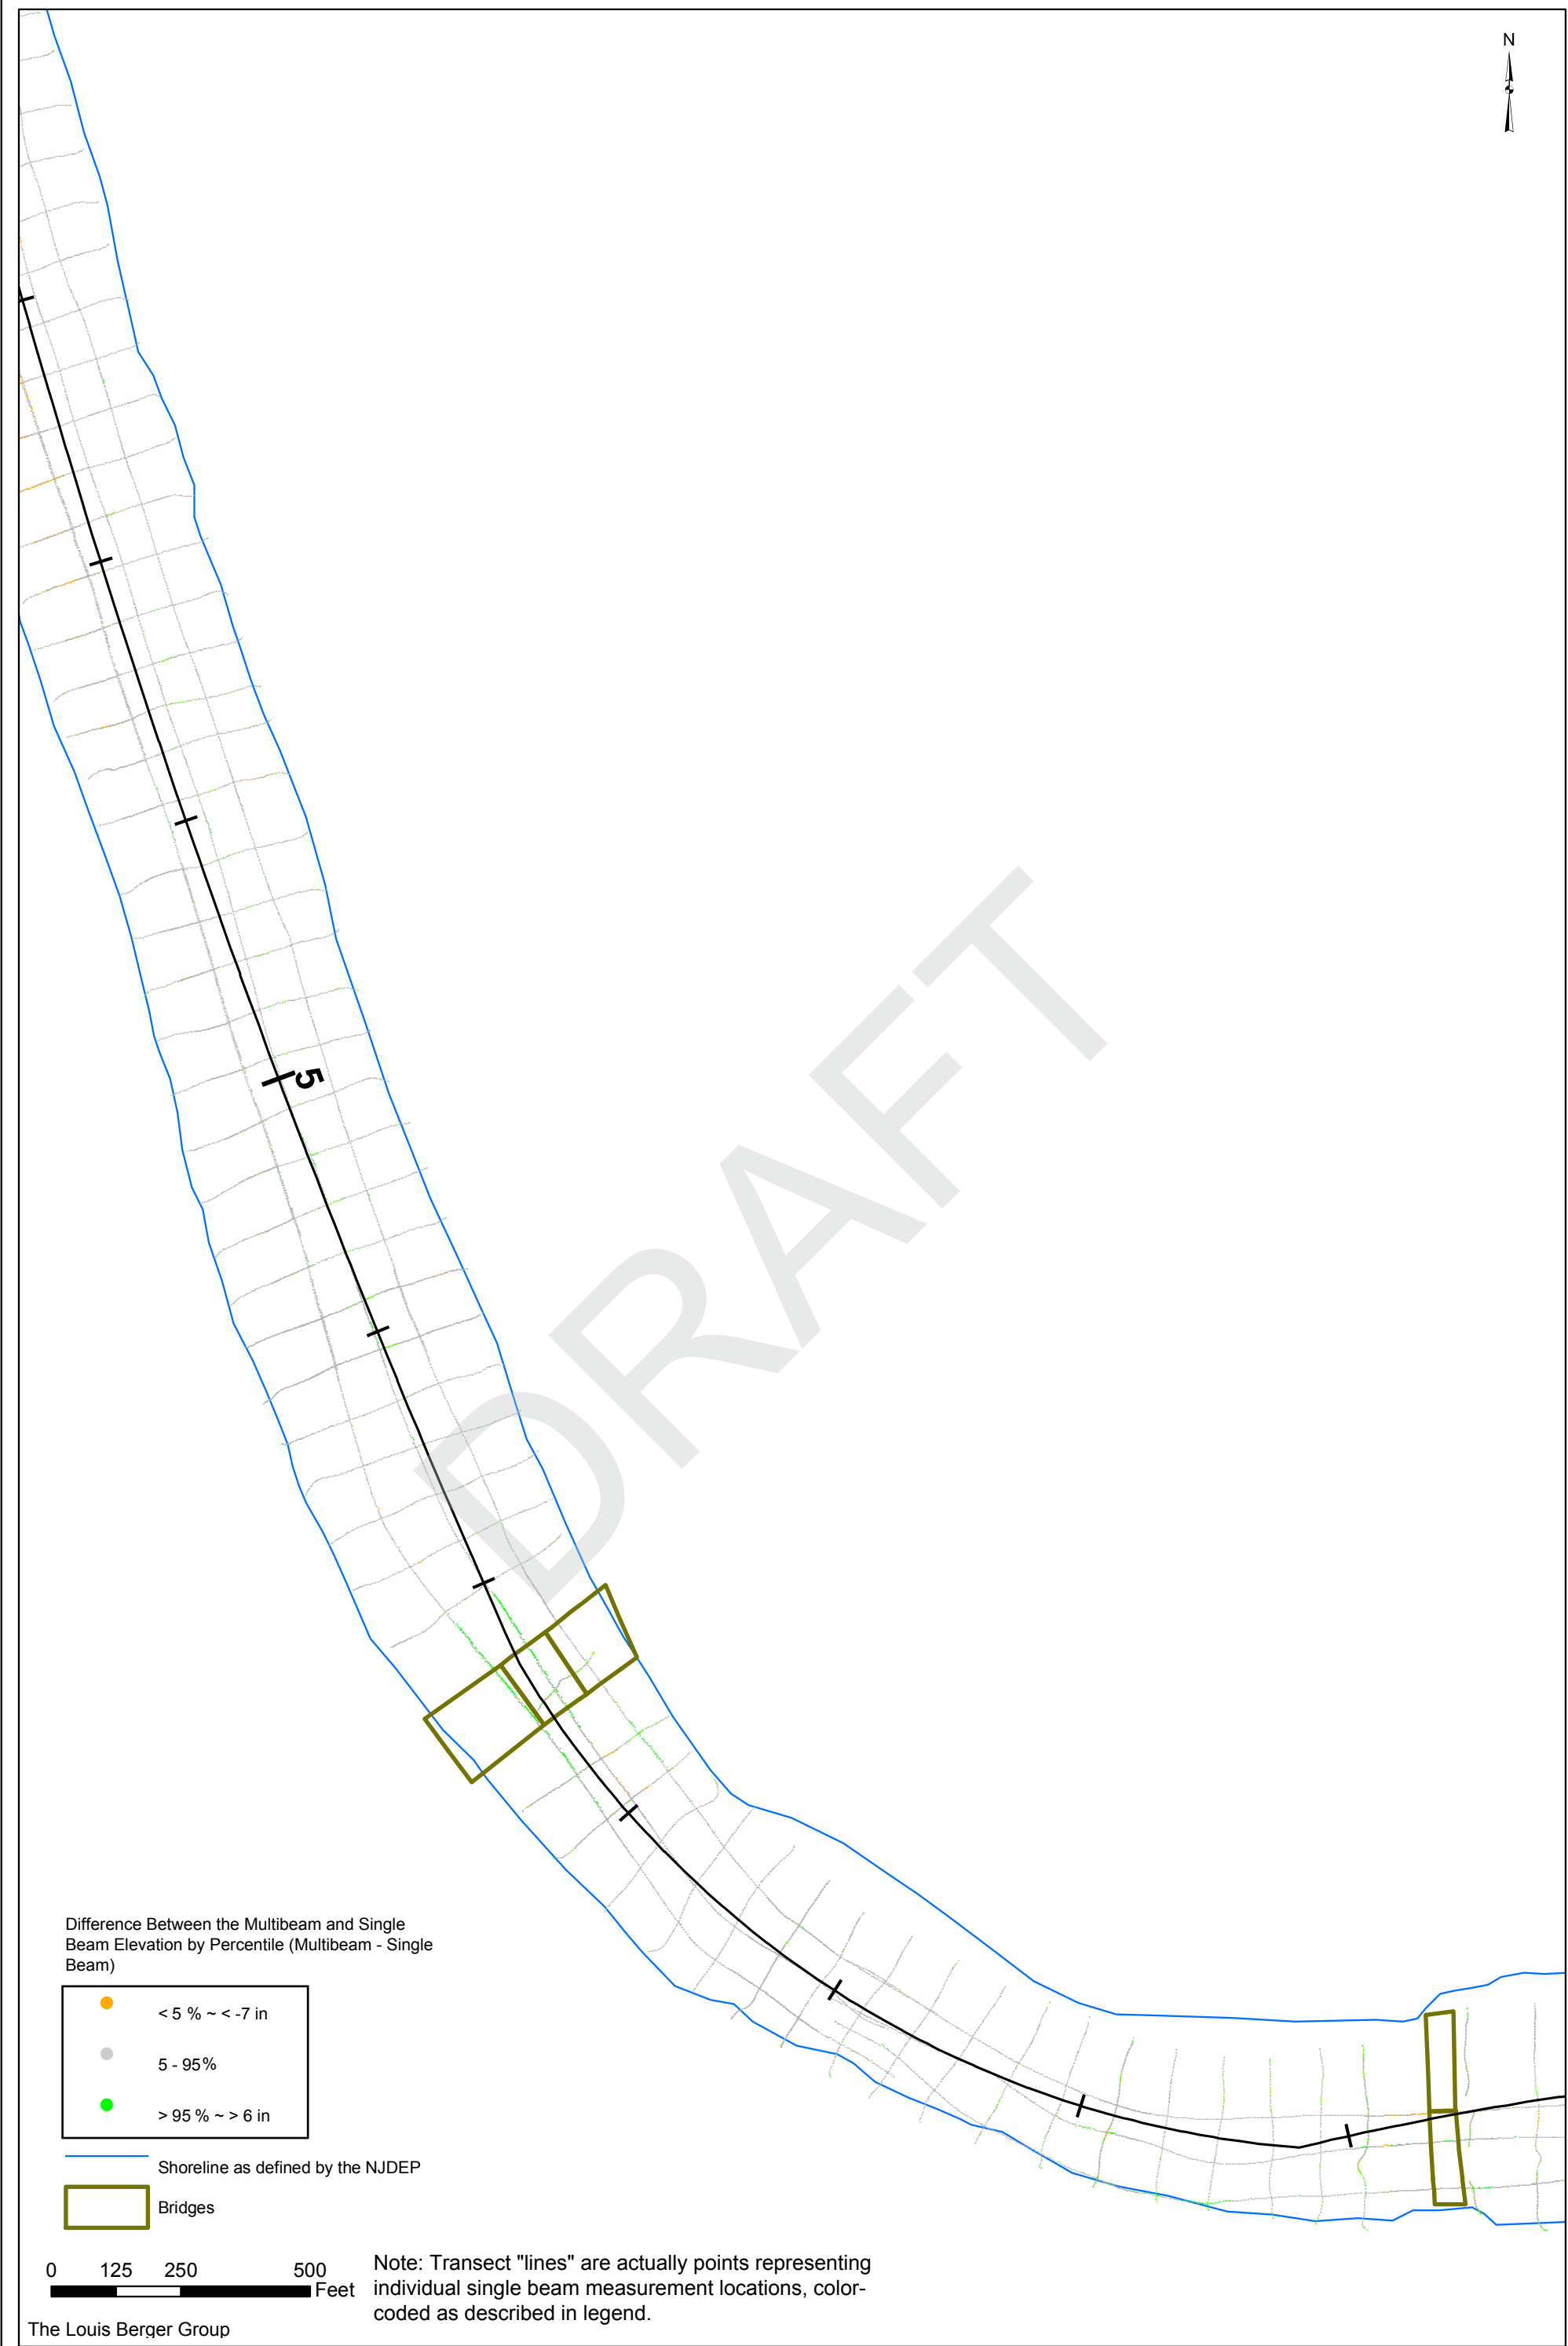 N
5
DRAFT
Difference Between the Multibeam and Single
Beam Elevation by Percentile (Multibeam - Single
Beam)
< 5 % ~ < -7 in
5 - 95%
> 95 % ~ > 6 in
Shoreline as defined by the NJDEP
Bridges
0 125 250 500
Feet
Note: Transect "lines" are actually points representing
individual single beam measurement locations, color-
coded as described in legend.
The Louis Berger Group